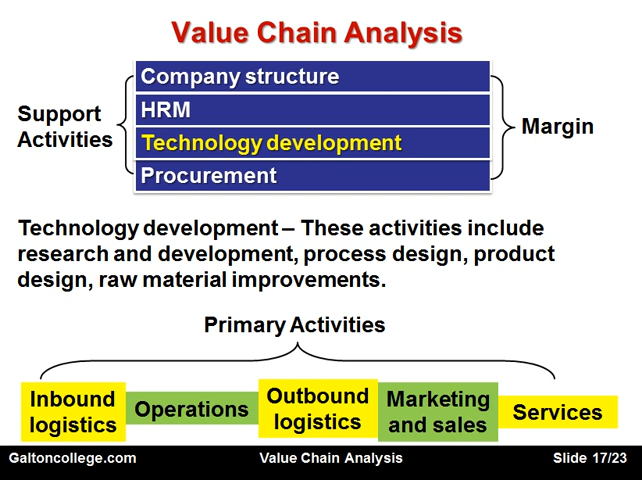 Value Chain Analysis
Support
Activities
Company structure
HRM
Technology development
Procurement
Margin
Technology development – These activities include
research and development, process design, product
design, raw material improvements.
Primary Activities
Inbound
logistics
Operations
Outbound
logistics
Marketing
and sales
Services
Galtoncollege.com
Value Chain Analysis
Slide 17/23